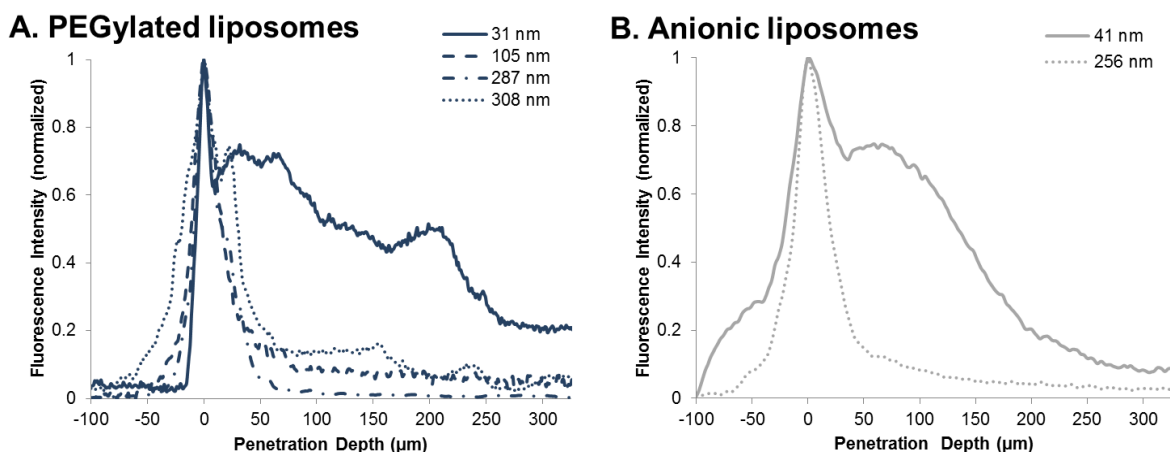 A. PEGylated liposomes
31 nm
105 nm
287 nm
308 nm
Fluorescence Intensity (normalized)
1
0.8
0.6
0.4
0.2
0
-100 -50 0 50 100 150 200 250 300
Penetration Depth (µm)
B. Anionic liposomes
41 nm
256 nm
Fluorescence Intensity (normalized)
1
0.8
0.6
0.4
0.2
0
-100 -50 0 50 100 150 200 250 300
Penetration Depth (µm)